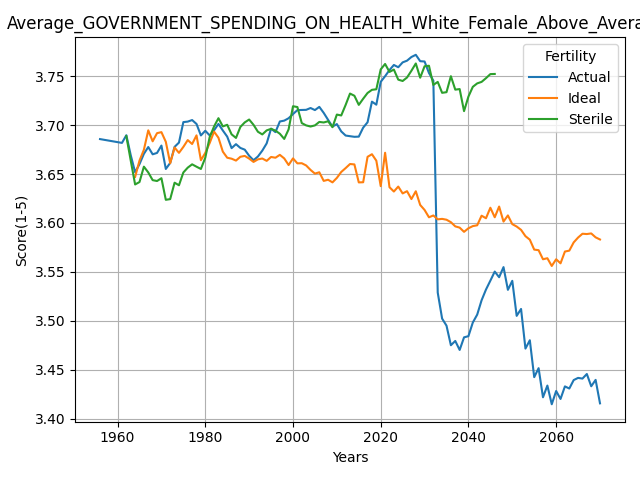 Average_GOVERNMENT_SPENDING_ON_HEALTH_White_Female_Above_Avera
Fertility
Actual
Ideal
Sterile
Score(1-5)
3.75
3.70
3.65
3.60
3.55
3.50
3.45
3.40
1960 1980 2000 2020 2040 2060
Years